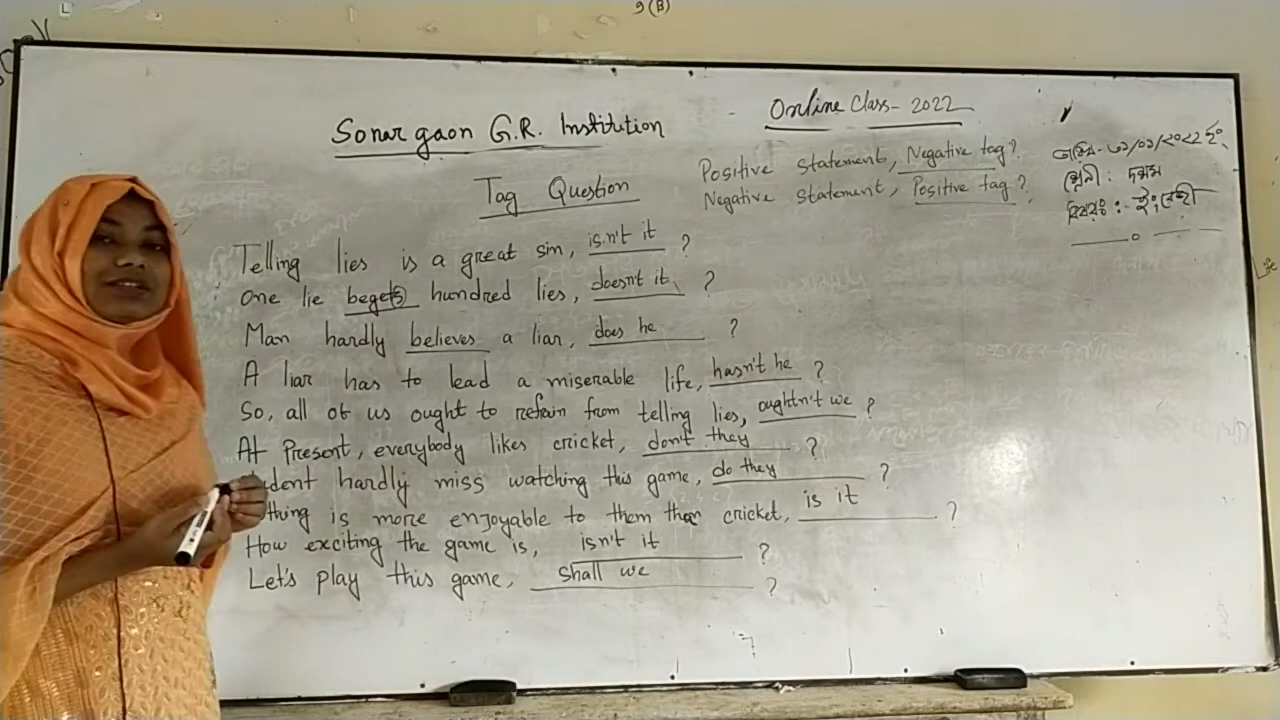 9 (B)
Sonargaon G.R. Institution
Online Class- 2022
Tag Question
Positive statement, Negative tag?
Negative statement, Positive tag?
তারিখ- ৩১/০১/২০২২ ইং
শ্রেণী : দশম
বিষয়ঃ :- ইংরেজী
Telling lies is a great sin, isn't it ?
One lie beget(s) hundred lies, doesn't it, ?
Man hardly believes a liar, does he ?
A liar has to lead a miserable life, hasn't he ?
So, all of us ought to refrain from telling lies, oughtn't we ?
At Present, everybody likes cricket, don't they ?
dent hardly miss watching this game, do they ?
thing is more enjoyable to them than cricket, is it ?
How exciting the game is, isn't it ?
Let's play this game, shall we ?
Life